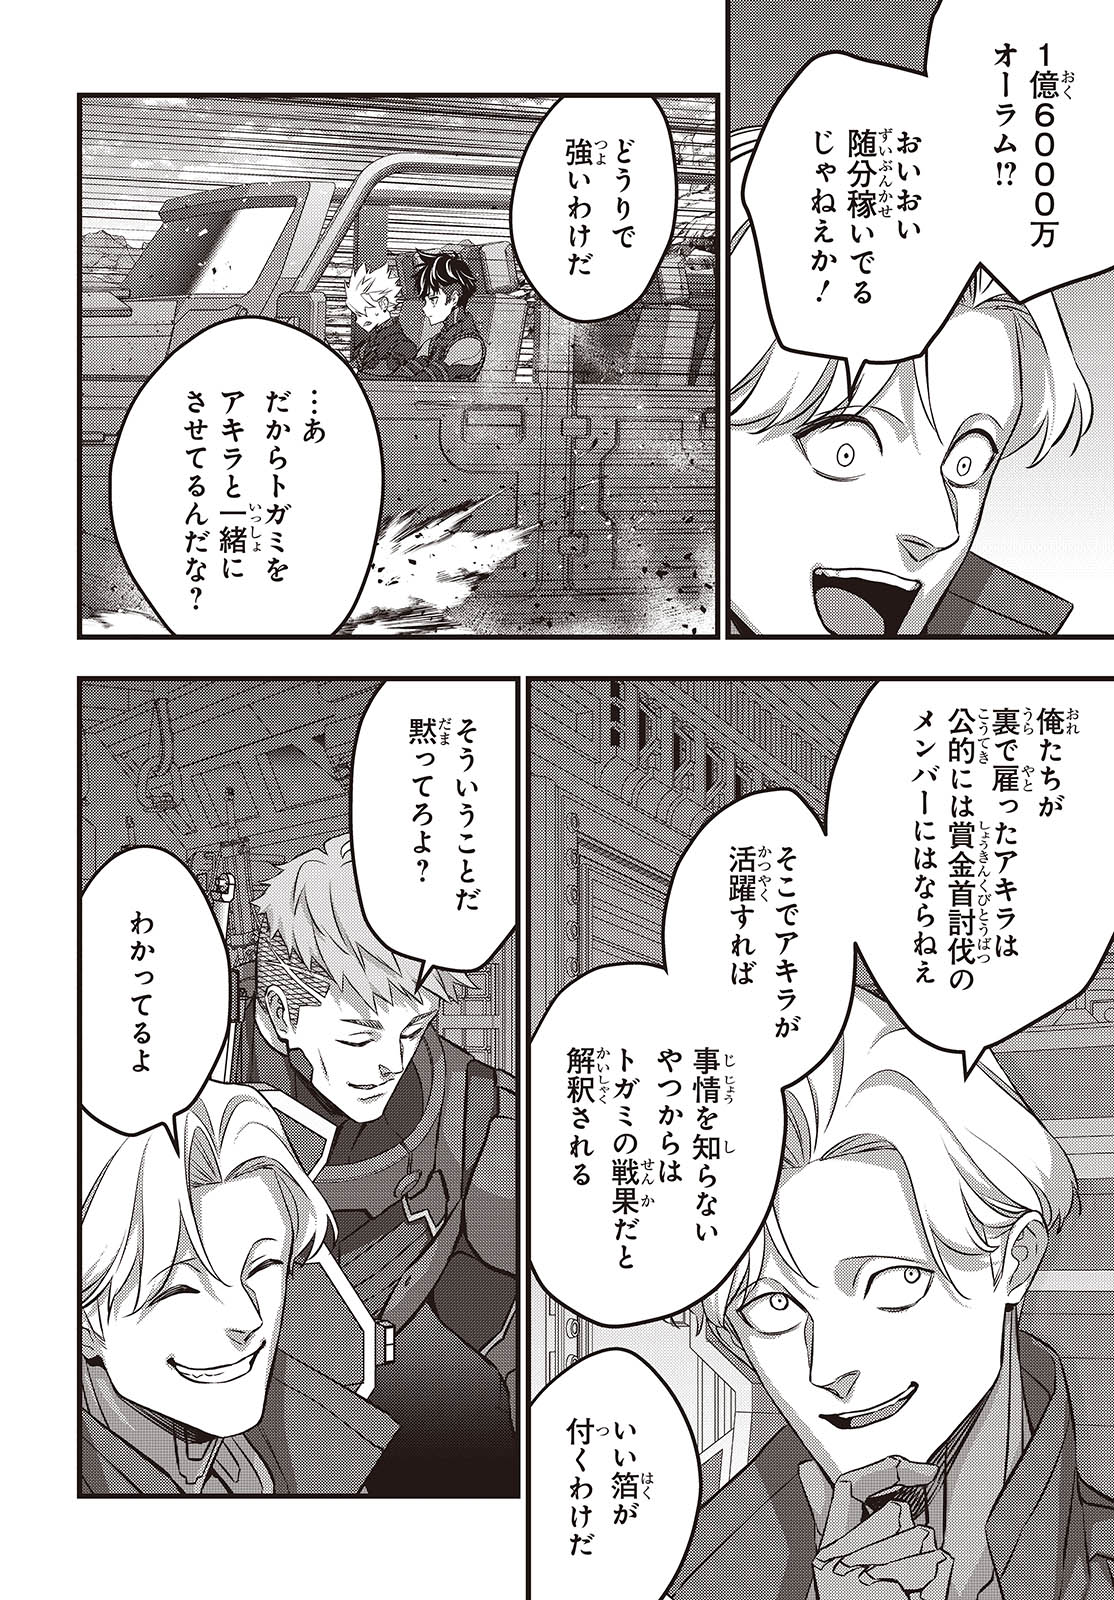 1億6000万
オーラム!?
おいおい
随分稼いでる
じゃねえか!
どうりで
強いわけだ
…あ
だからトガミを
アキラと一緒に
させてるんだな?
俺たちが
裏で雇ったアキラは
公的には賞金首討伐の
メンバーにはならねえ
そこでアキラが
活躍すれば
事情を知らない
やつからは
トガミの戦果だと
解釈される
いい箔が
付くわけだ
そういうことだ
黙ってろよ?
わかってるよ